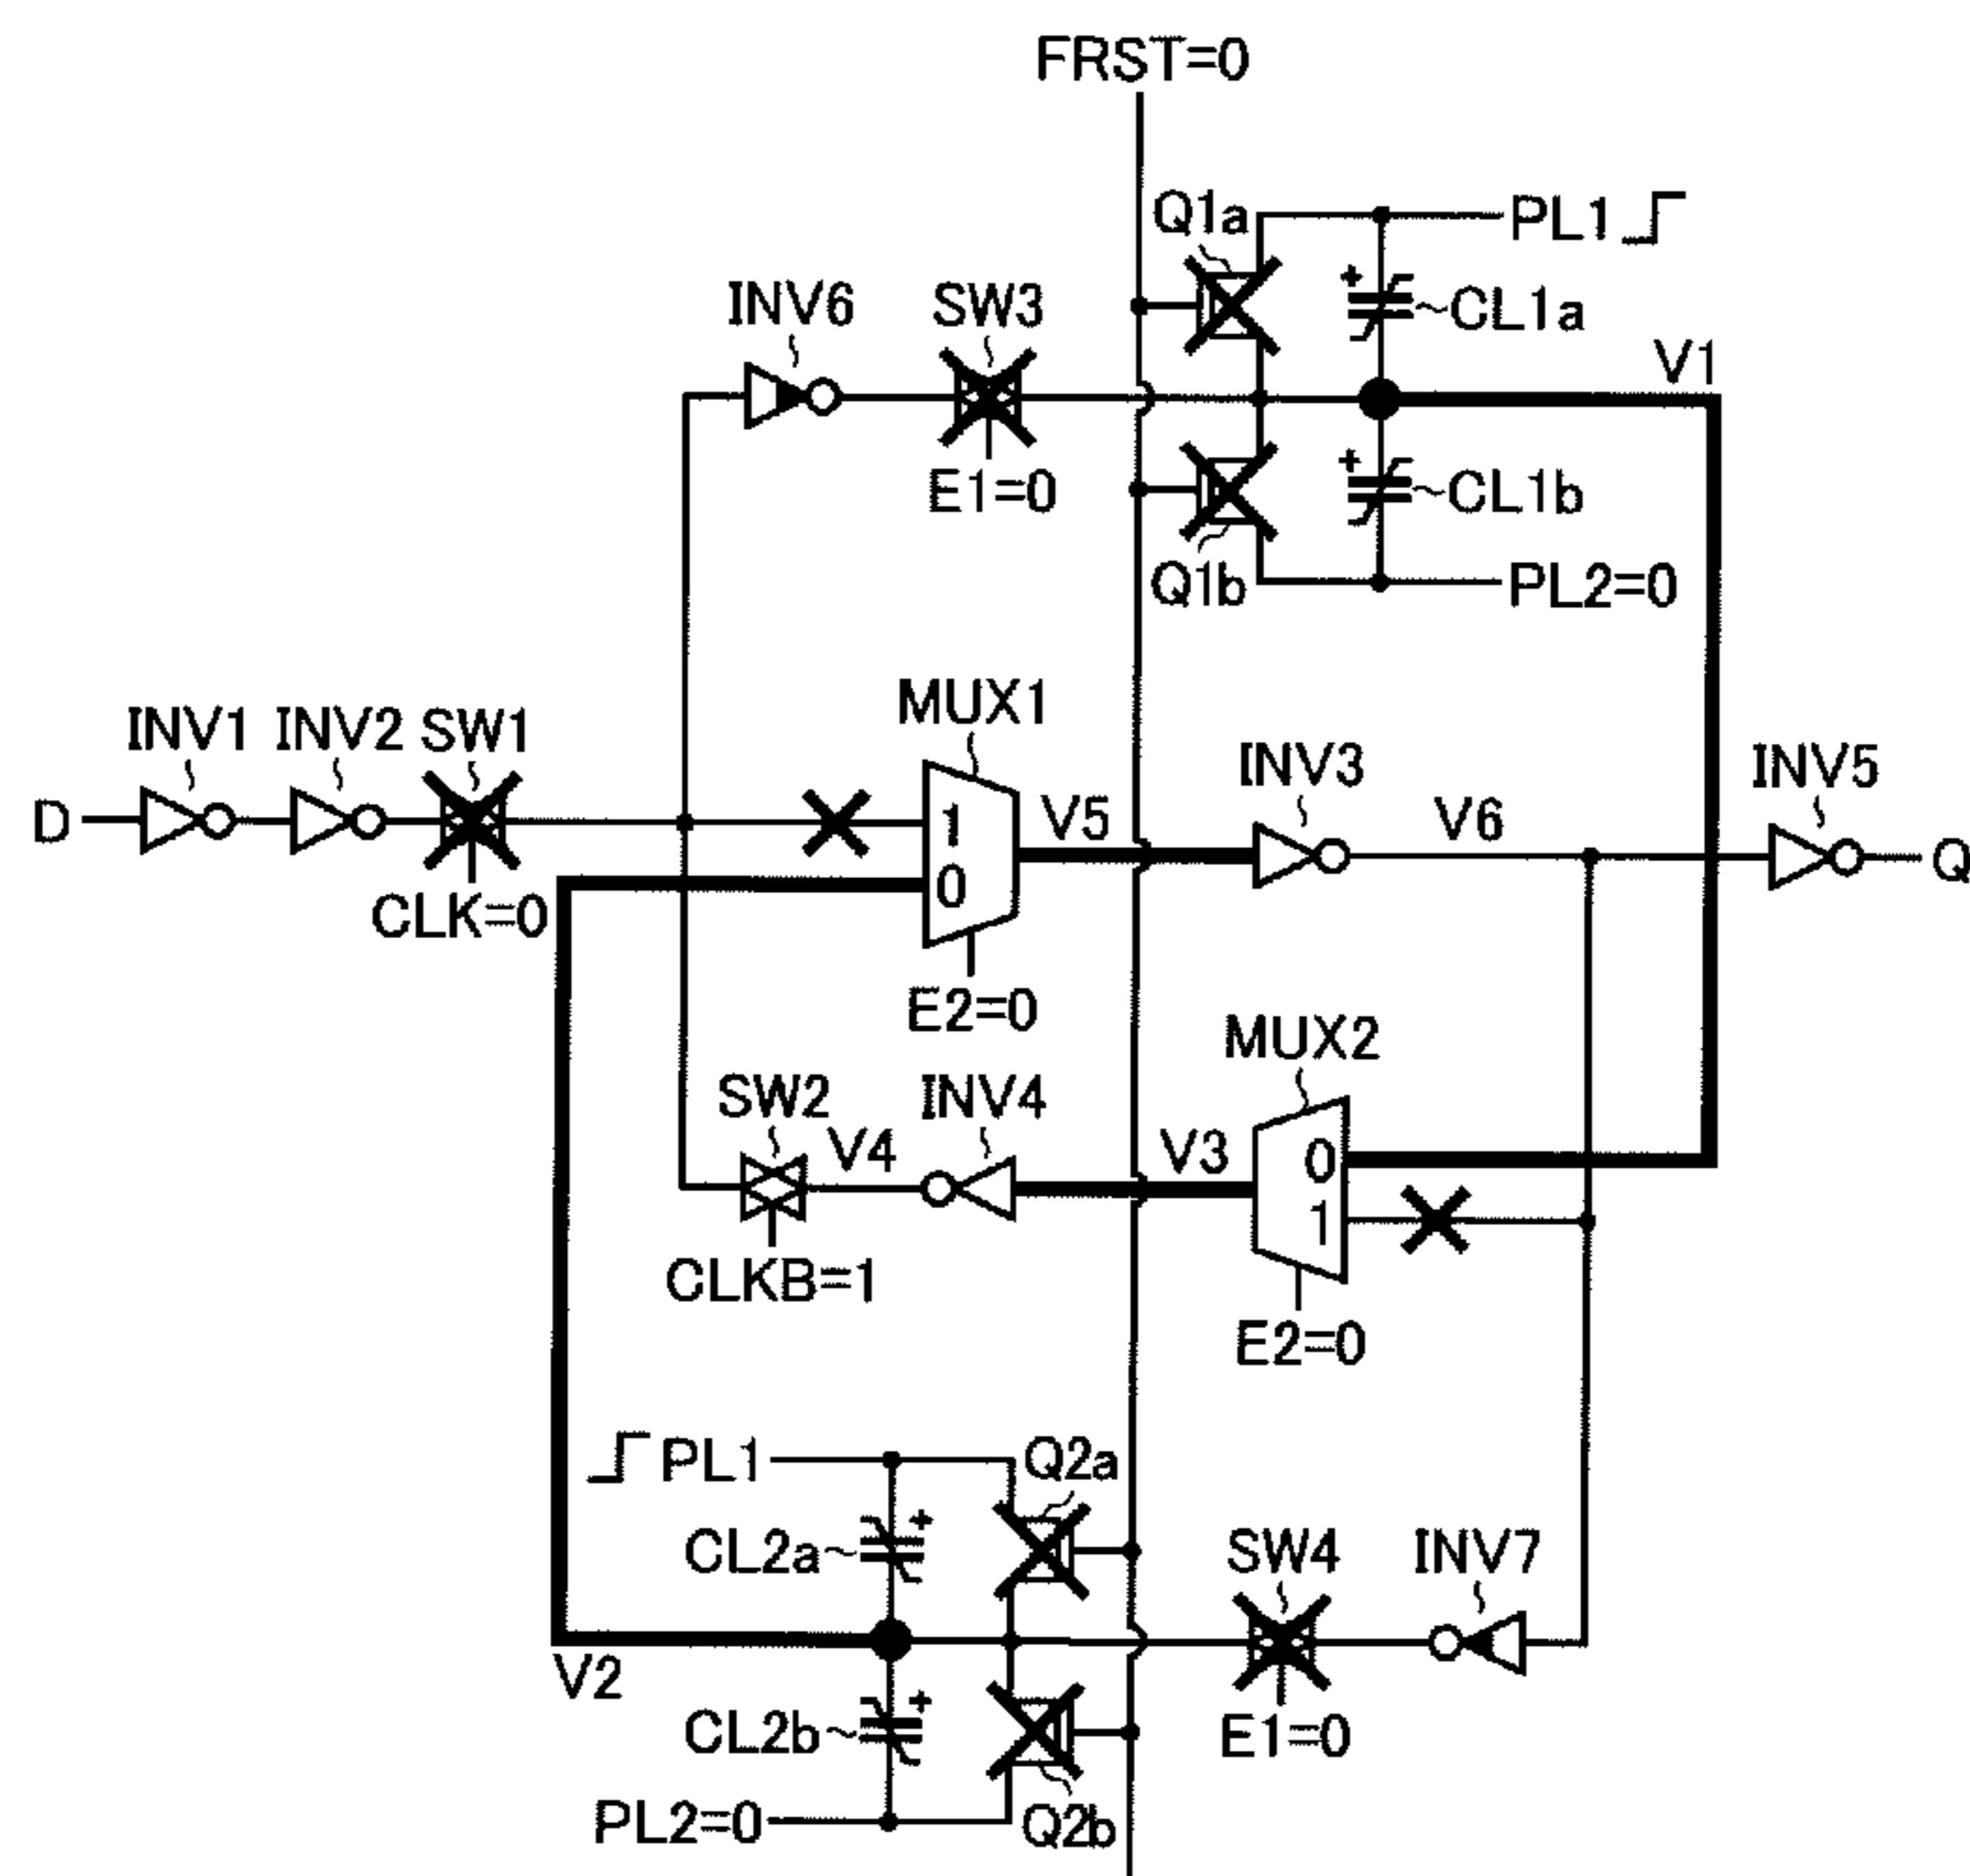 FRST=0
Q1a
PL1
INV6
SW3
CL1a
V1
E1=0
CL1b
Q1b
PL2=0
INV1
INV2
SW1
MUX1
V5
INV3
V6
INV5
D
1
0
Q
CLK=0
E2=0
MUX2
SW2
INV4
V4
V3
0
1
CLKB=1
E2=0
PL1
Q2a
CL2a
SW4
INV7
V2
CL2b
E1=0
PL2=0
Q2b